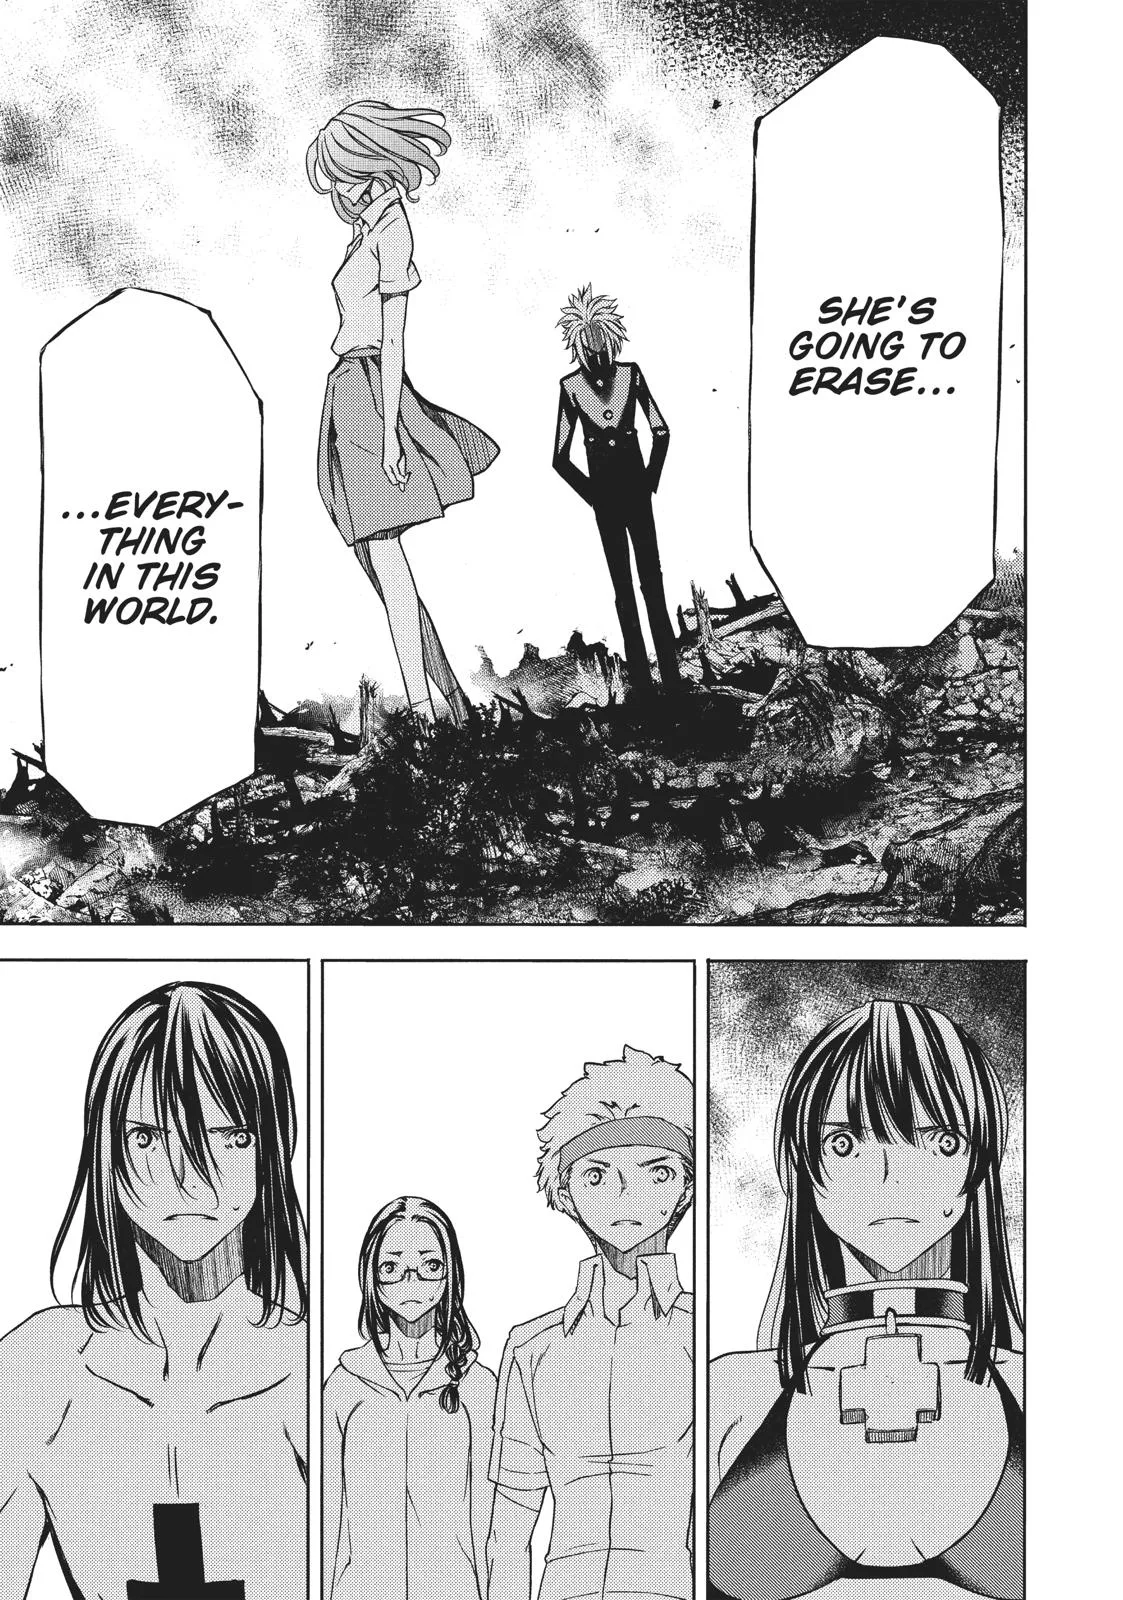 SHE'S
GOING TO
ERASE...
...EVERY-
THING
IN THIS
WORLD.